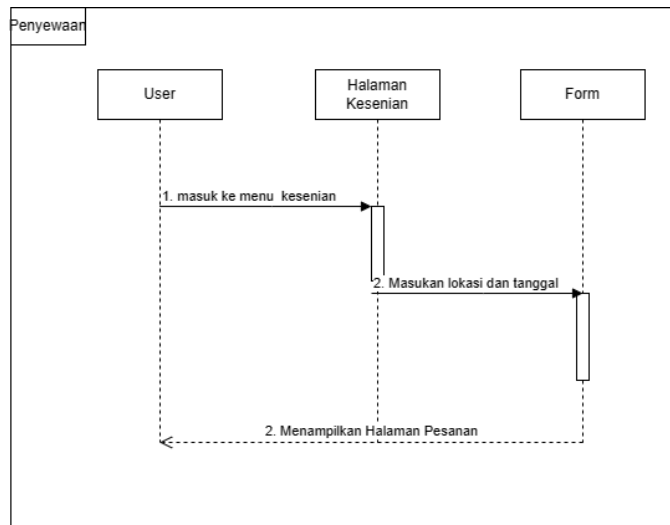 Penyewaan
User
Halaman
Kesenian
Form
1. masuk ke menu kesenian
2. Masukan lokasi dan tanggal
2. Menampilkan Halaman Pesanan